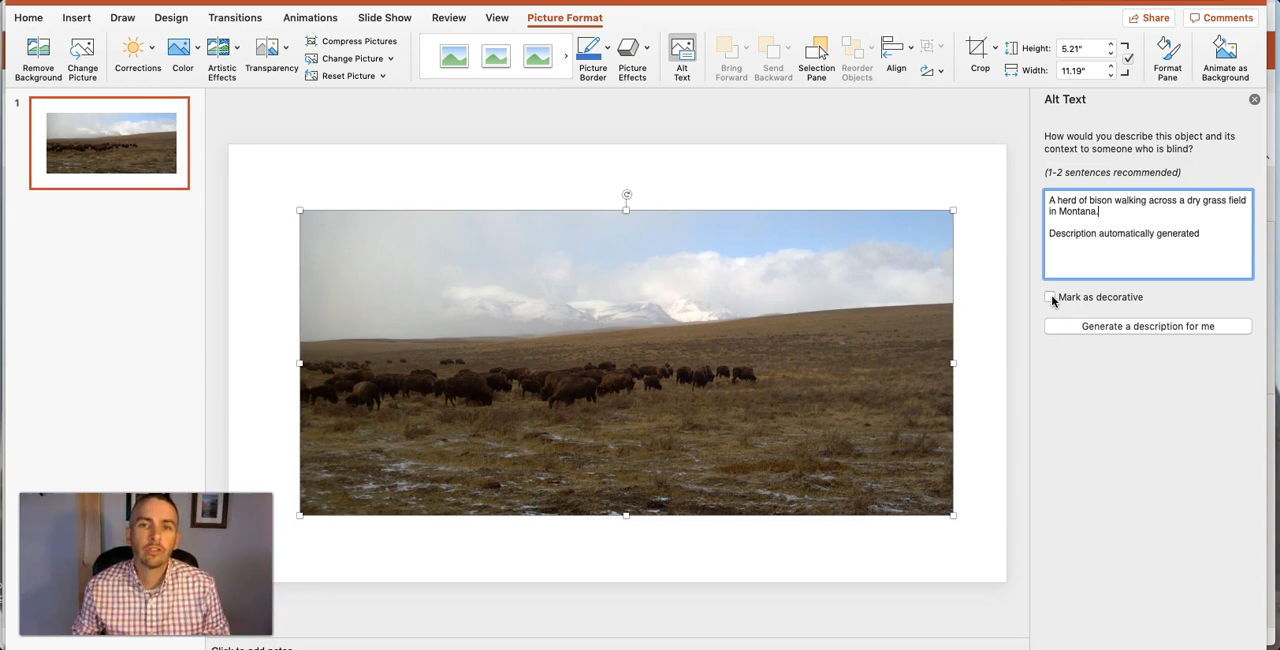 Home Insert Draw Design Transitions Animations Slide Show Review View Picture Format Share Comments
Remove Background
Change Picture
Corrections
Color
Artistic Effects
Transparency
Compress Pictures
Change Picture
Reset Picture
Picture Border
Picture Effects
Alt Text
Bring Forward
Send Backward
Selection Pane
Reorder Objects
Align
Crop
Height: 5.21"
Width: 11.19"
Format Pane
Animate as Background
1
Alt Text
How would you describe this object and its
context to someone who is blind?
(1-2 sentences recommended)
A herd of bison walking across a dry grass field
in Montana.
Description automatically generated
Mark as decorative
Generate a description for me